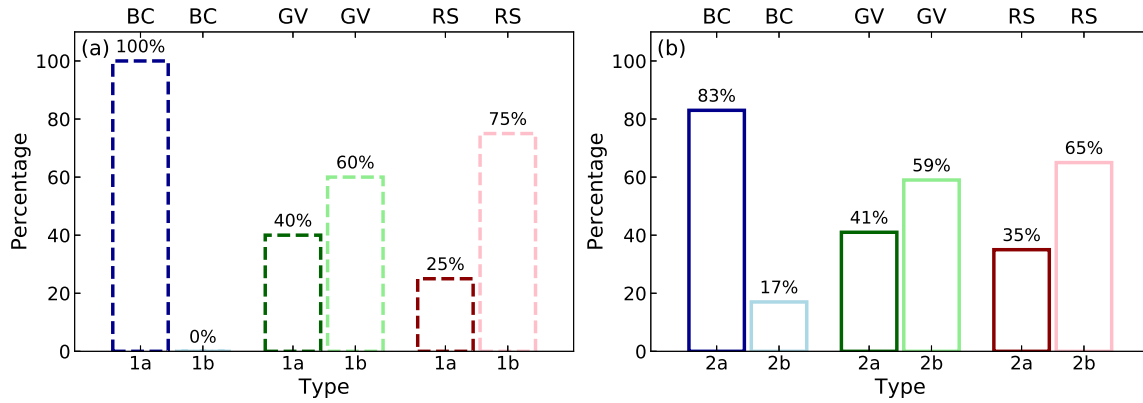 BC BC GV GV RS RS
(a)
100%
0%
40%
60%
25%
75%
100
80
60
40
20
0
Percentage
1a 1b 1a 1b 1a 1b
Type
BC BC GV GV RS RS
(b)
83%
17%
41%
59%
35%
65%
100
80
60
40
20
0
Percentage
2a 2b 2a 2b 2a 2b
Type